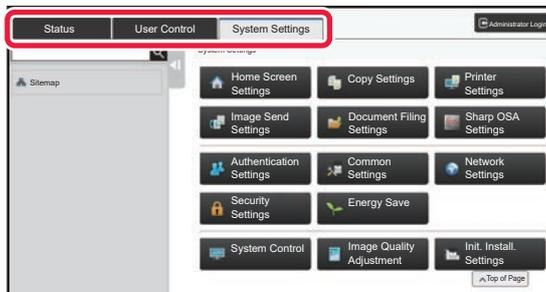 Status
User Control
System Settings
Administrator Login
System Settings
Sitemap
Home Screen
Settings
Copy Settings
Printer
Settings
Image Send
Settings
Document Filing
Settings
Sharp OSA
Settings
Authentication
Settings
Common
Settings
Network
Settings
Security
Settings
Energy Save
System Control
Image Quality
Adjustment
Init. Install.
Settings
Top of Page